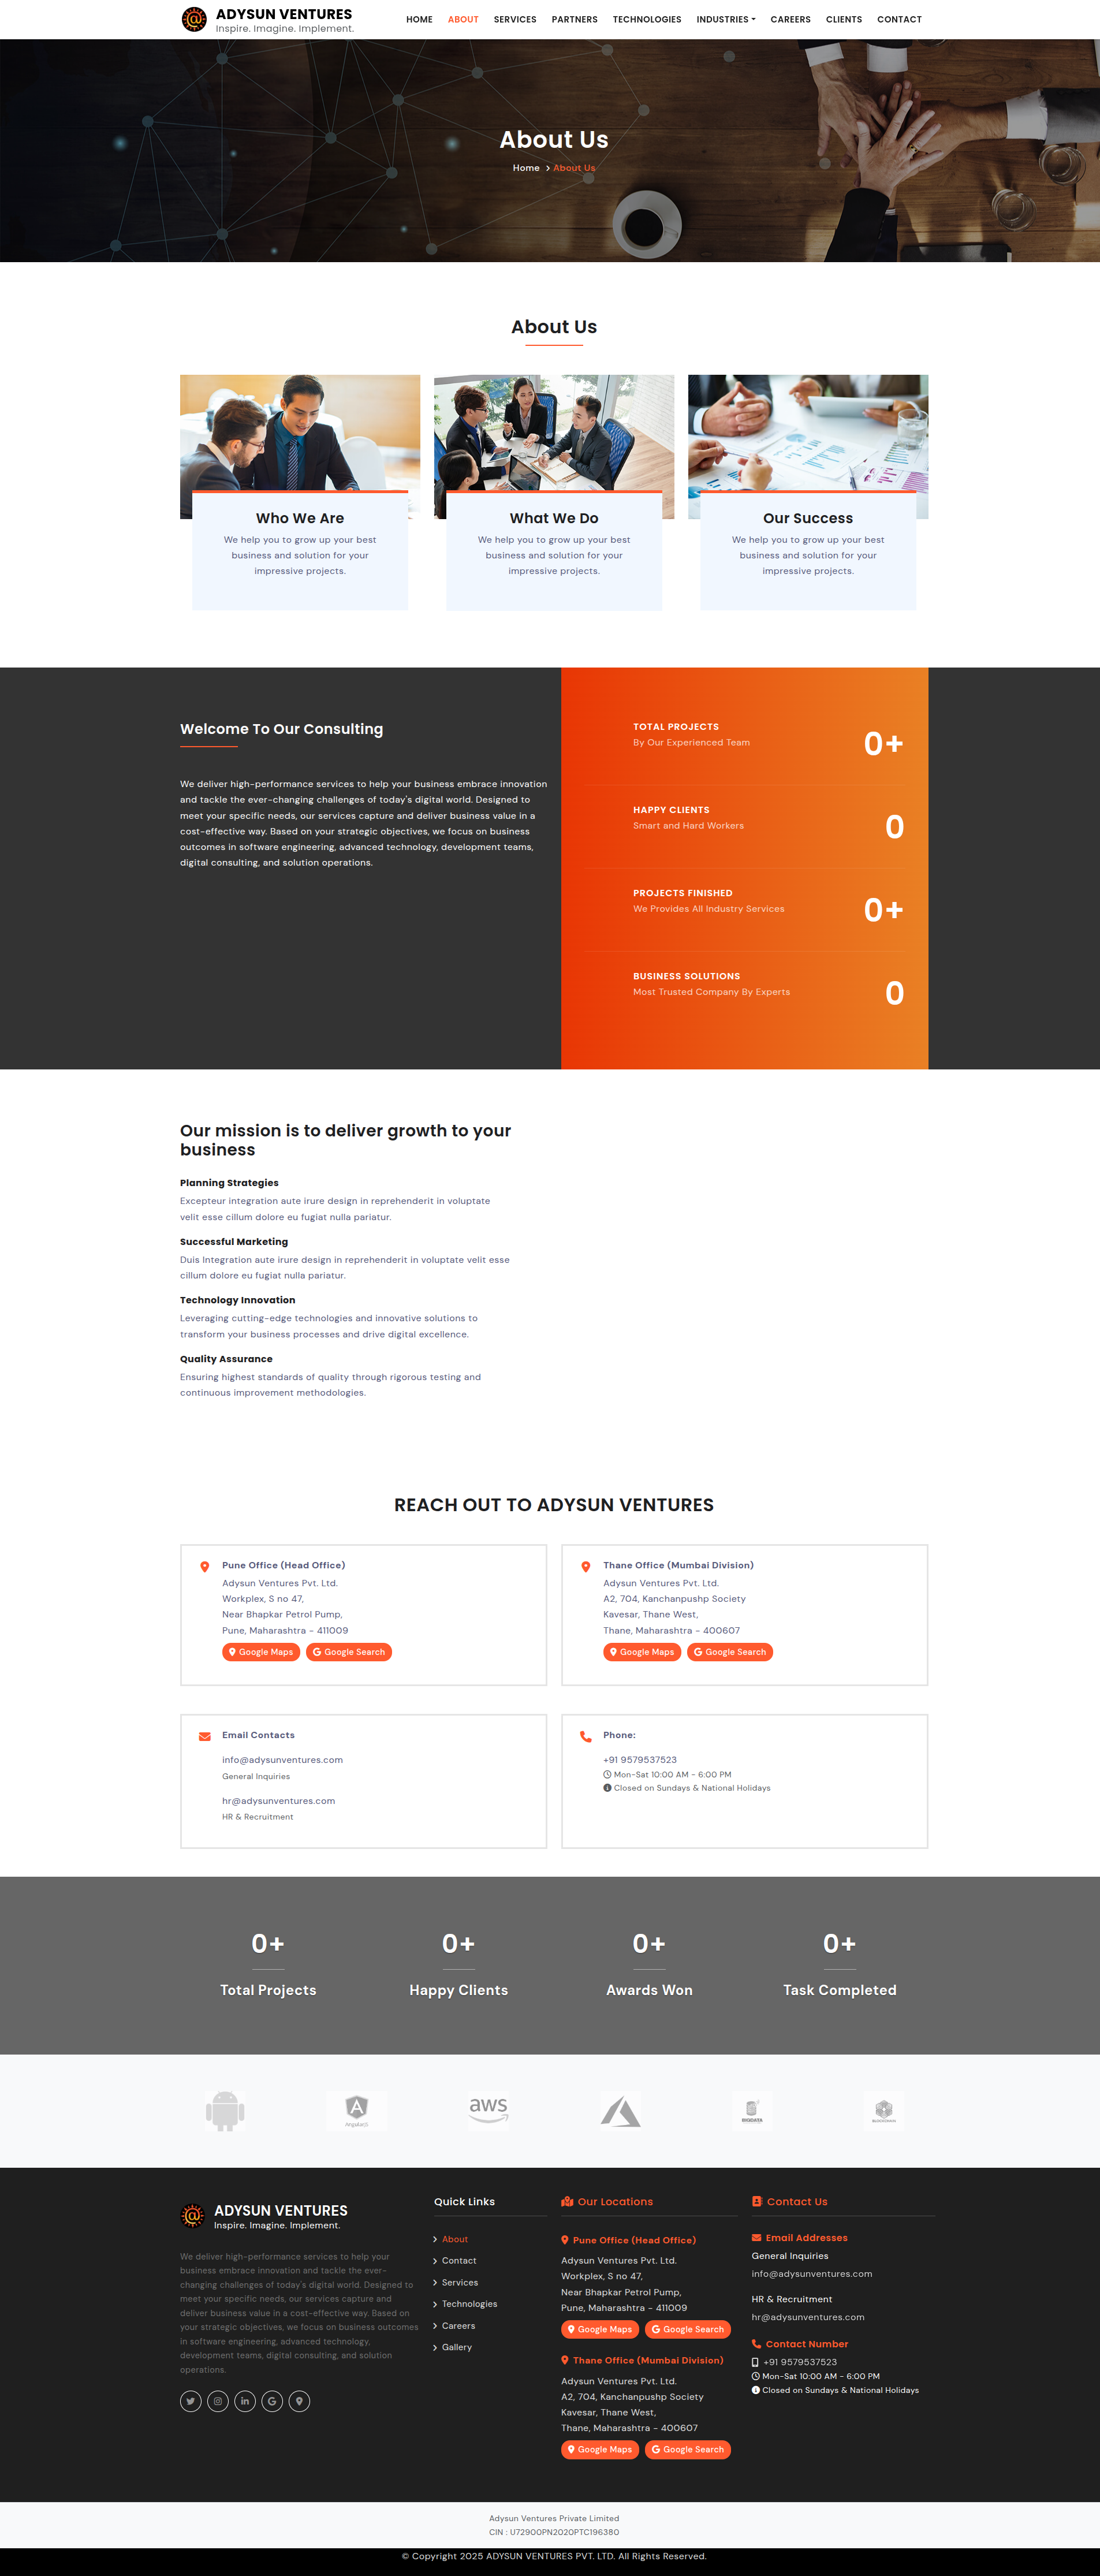 ADYSUN VENTURES
Inspire. Imagine. Implement.
HOME ABOUT SERVICES PARTNERS TECHNOLOGIES INDUSTRIES CAREERS CLIENTS CONTACT
About Us
Home > About Us
About Us
Who We Are
We help you to grow up your best
business and solution for your
impressive projects.
What We Do
We help you to grow up your best
business and solution for your
impressive projects.
Our Success
We help you to grow up your best
business and solution for your
impressive projects.
Welcome To Our Consulting
We deliver high-performance services to help your business embrace innovation
and tackle the ever-changing challenges of today's digital world. Designed to
meet your specific needs, our services capture and deliver business value in a
cost-effective way. Based on your strategic objectives, we focus on business
outcomes in software engineering, advanced technology, development teams,
digital consulting, and solution operations.
TOTAL PROJECTS
By Our Experienced Team
0+
HAPPY CLIENTS
Smart and Hard Workers
0
PROJECTS FINISHED
We Provides All Industry Services
0+
BUSINESS SOLUTIONS
Most Trusted Company By Experts
0
Our mission is to deliver growth to your
business
Planning Strategies
Excepteur integration aute irure design in reprehenderit in voluptate
velit esse cillum dolore eu fugiat nulla pariatur.
Successful Marketing
Duis Integration aute irure design in reprehenderit in voluptate velit esse
cillum dolore eu fugiat nulla pariatur.
Technology Innovation
Leveraging cutting-edge technologies and innovative solutions to
transform your business processes and drive digital excellence.
Quality Assurance
Ensuring highest standards of quality through rigorous testing and
continuous improvement methodologies.
REACH OUT TO ADYSUN VENTURES
Pune Office (Head Office)
Adysun Ventures Pvt. Ltd.
Workplex, S no 47,
Near Bhapkar Petrol Pump,
Pune, Maharashtra - 411009
Google Maps Google Search
Thane Office (Mumbai Division)
Adysun Ventures Pvt. Ltd.
A2, 704, Kanchanpushp Society
Kavesar, Thane West,
Thane, Maharashtra - 400607
Google Maps Google Search
Email Contacts
info@adysunventures.com
General Inquiries
hr@adysunventures.com
HR & Recruitment
Phone:
+91 9579537523
Mon-Sat 10:00 AM - 6:00 PM
Closed on Sundays & National Holidays
0+ 0+ 0+ 0+
Total Projects Happy Clients Awards Won Task Completed
AngularJS
aws
BIGDATA
BLOCKCHAIN
ADYSUN VENTURES
Inspire. Imagine. Implement.
We deliver high-performance services to help your
business embrace innovation and tackle the ever-
changing challenges of today's digital world. Designed to
meet your specific needs, our services capture and
deliver business value in a cost-effective way. Based on
your strategic objectives, we focus on business outcomes
in software engineering, advanced technology,
development teams, digital consulting, and solution
operations.
Quick Links
About
Contact
Services
Technologies
Careers
Gallery
Our Locations
Pune Office (Head Office)
Adysun Ventures Pvt. Ltd.
Workplex, S no 47,
Near Bhapkar Petrol Pump,
Pune, Maharashtra - 411009
Google Maps Google Search
Thane Office (Mumbai Division)
Adysun Ventures Pvt. Ltd.
A2, 704, Kanchanpushp Society
Kavesar, Thane West,
Thane, Maharashtra - 400607
Google Maps Google Search
Contact Us
Email Addresses
General Inquiries
info@adysunventures.com
HR & Recruitment
hr@adysunventures.com
Contact Number
+91 9579537523
Mon-Sat 10:00 AM - 6:00 PM
Closed on Sundays & National Holidays
Adysun Ventures Private Limited
CIN : U72900PN2020PTC196380
© Copyright 2025 ADYSUN VENTURES PVT. LTD. All Rights Reserved.